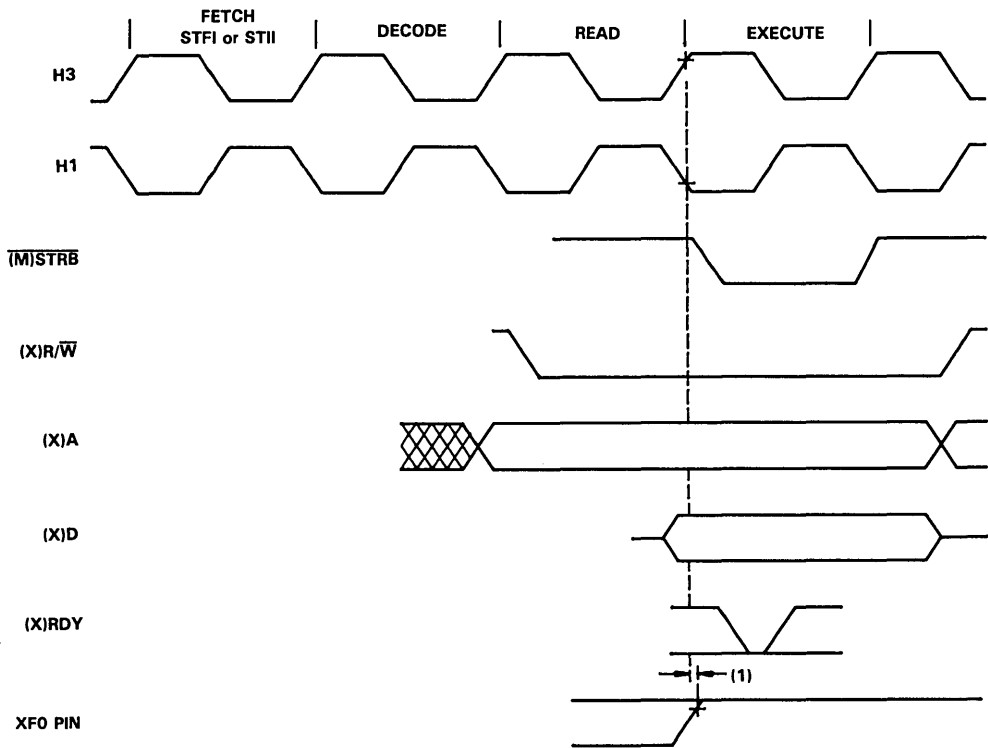 FETCH
STFI or STII
DECODE
READ
EXECUTE
H3
H1
(M)STRB
(X)R/W
(X)A
(X)D
(X)RDY
(1)
XF0 PIN